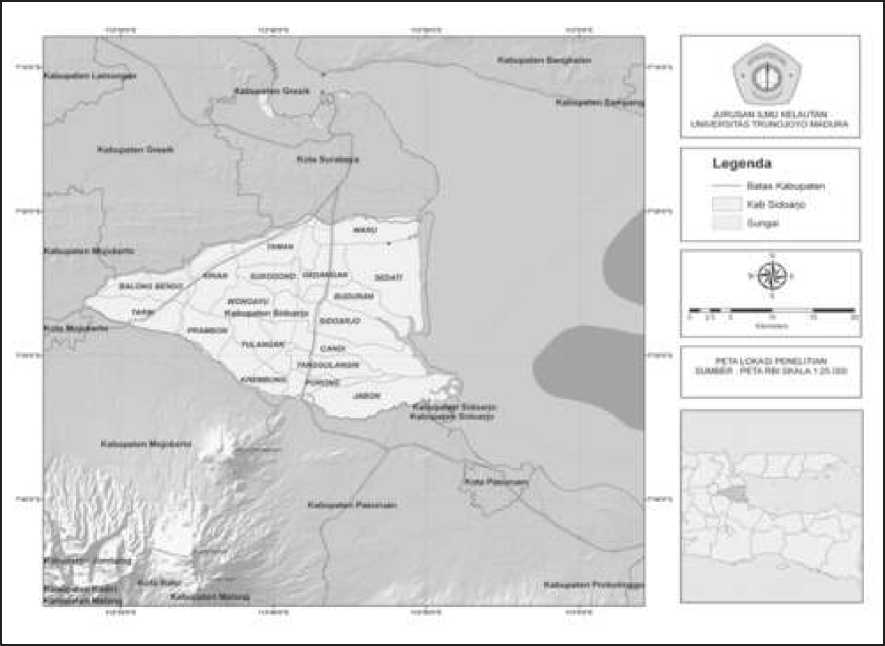 Kabupaten Lamongan
Kabupaten Gresik
Kabupaten Bangkalan
Kabupaten Sampang
Kabupaten Gresik
Kota Surabaya
Kabupaten Mojokerto
WARU
TAMAN
KRIAN
SUKODONO
GEDANGAN
SEDATI
BALONG BENDO
BUDURAN
WONOAYU
TARIK
Kabupaten Sidoarjo
SIDOARJO
Kota Mojokerto
PRAMBON
TULANGAN
CANDI
TANGGULANGIN
KREMBUNG
PORONG
JABON
Kabupaten Sidoarjo
Kabupaten Sidoarjo
Kabupaten Mojokerto
Kota Pasuruan
Kabupaten Pasuruan
Kabupaten Jombang
Kota Batu
Kabupaten Kediri
Kabupaten Malang
Kabupaten Malang
Kabupaten Probolinggo
JURUSAN ILMU KELAUTAN
UNIVERSITAS TRUNOJOYO MADURA
Legenda
Batas Kabupaten
Kab Sidoarjo
Sungai
Kilometers
PETA LOKASI PENELITIAN
SUMBER : PETA RBI SKALA 1:25.000